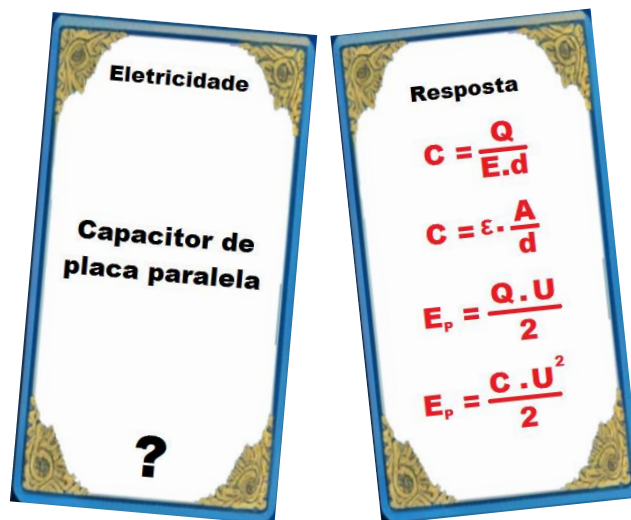 Eletricidade
Capacitor de
placa paralela
?
Resposta
C = Q/E.d
C = ε. A/d
Eₚ = Q.U/2
Eₚ = C.U²/2